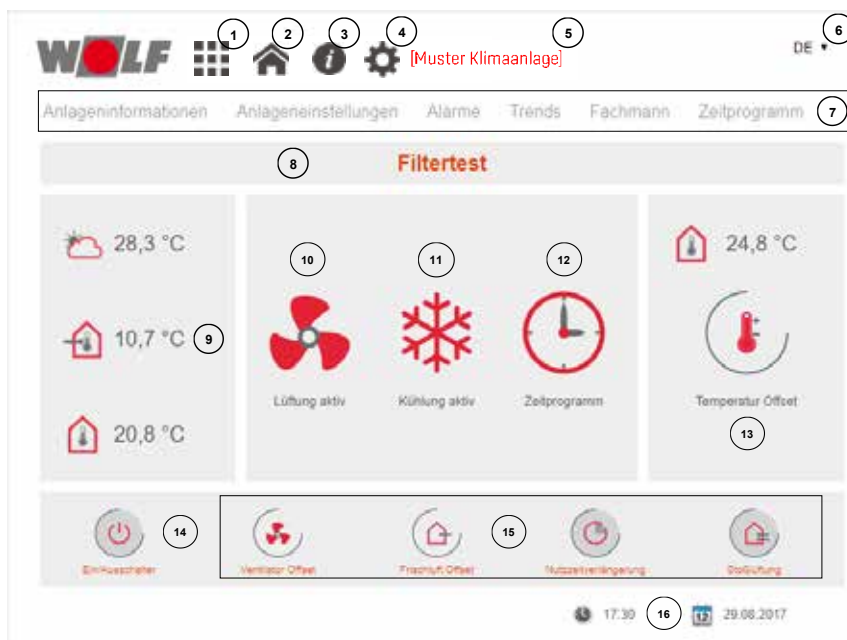 1 2 3 4 5 6
WOLF [Muster Klimaanlage] DE
Anlageninformationen Anlageneinstellungen Alarme Trends Fachmann Zeitprogramm 7
8 Filtertest
28,3 °C
10,7 °C 9
20,8 °C
10 11 12
Lüftung aktiv Kühlung aktiv Zeitprogramm
24,8 °C
Temperatur Offset
13
14 15
Ein/Ausschalter Ventilator Offset Frischluft Offset Nutzzeitverlängerung Stoßlüftung
17:30 16 12 29.08.2017